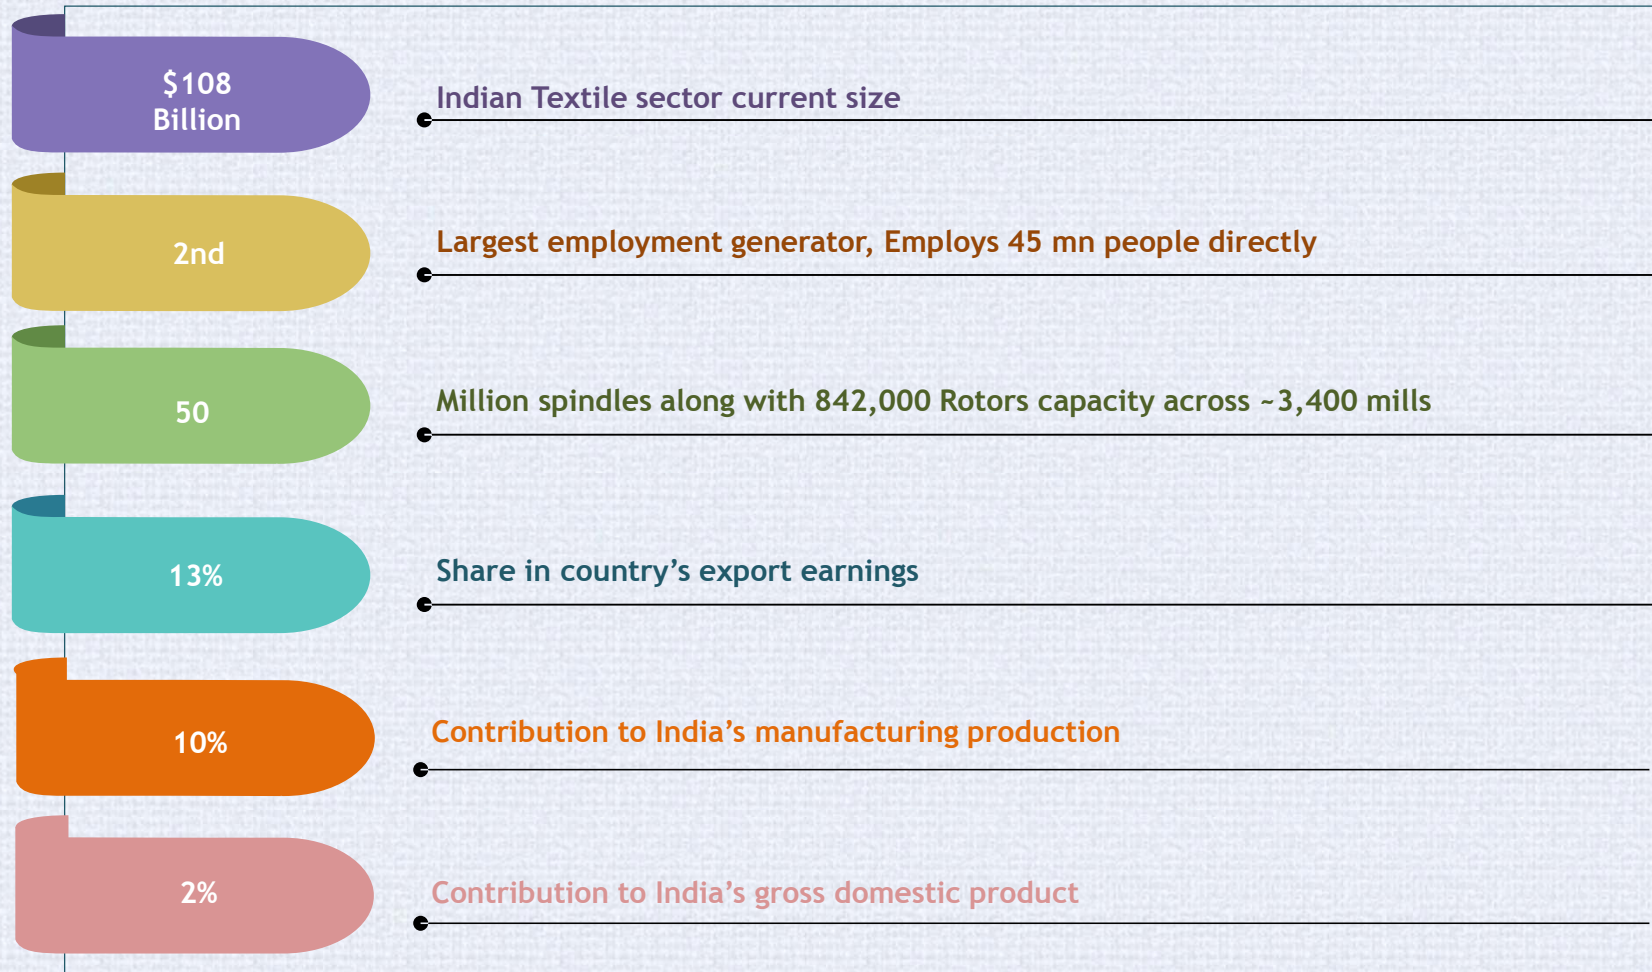 $108
Billion
Indian Textile sector current size
2nd
Largest employment generator, Employs 45 mn people directly
50
Million spindles along with 842,000 Rotors capacity across ~3,400 mills
13%
Share in country’s export earnings
10%
Contribution to India’s manufacturing production
2%
Contribution to India’s gross domestic product